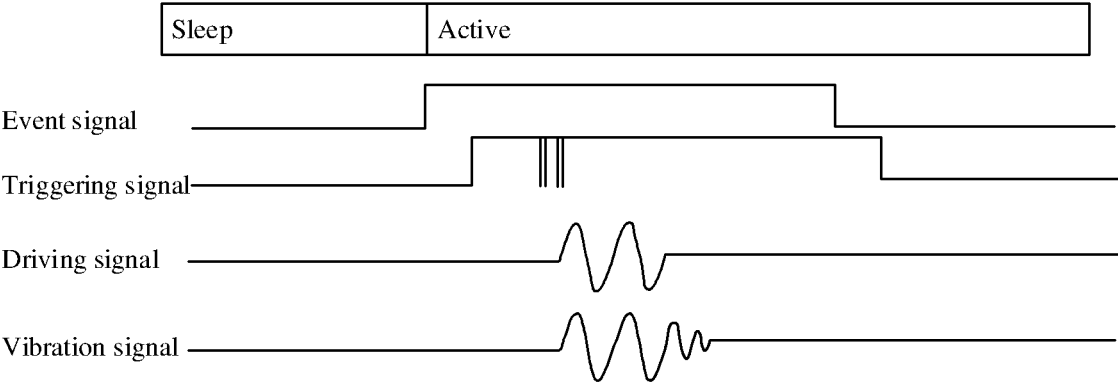 Sleep
Active
Event signal
Triggering signal
Driving signal
Vibration signal